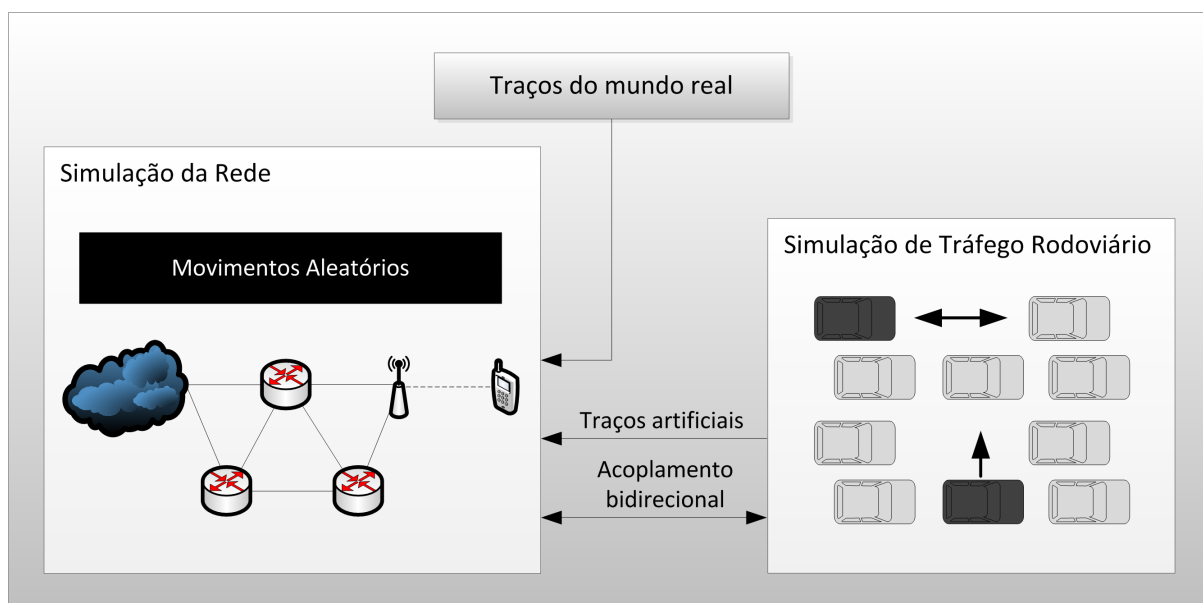 Traços do mundo real
Simulação da Rede
Movimentos Aleatórios
Simulação de Tráfego Rodoviário
Traços artificiais
Acoplamento
bidirecional